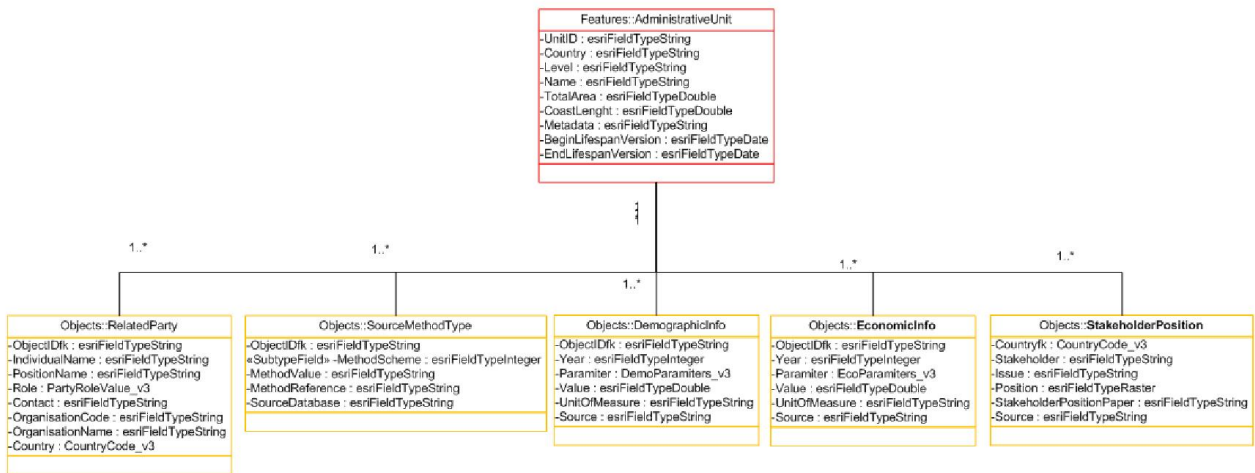 Features::AdministrativeUnit
-UnitID : esriFieldTypeString
-Country : esriFieldTypeString
-Level : esriFieldTypeString
-Name : esriFieldTypeString
-TotalArea : esriFieldTypeDouble
-CoastLenght : esriFieldTypeDouble
-Metadata : esriFieldTypeString
-BeginLifespanVersion : esriFieldTypeDate
-EndLifespanVersion : esriFieldTypeDate
1..*
1..*
1..*
1..*
1..*
Objects::RelatedParty
-ObjectIDfk : esriFieldTypeString
-IndividualName : esriFieldTypeString
-PositionName : esriFieldTypeString
-Role : PartyRoleValue_v3
-Contact : esriFieldTypeString
-OrganisationCode : esriFieldTypeString
-OrganisationName : esriFieldTypeString
-Country : CountryCode_v3
Objects::SourceMethodType
-ObjectIDfk : esriFieldTypeString
«SubtypeField» -MethodScheme : esriFieldTypeInteger
-MethodValue : esriFieldTypeString
-MethodReference : esriFieldTypeString
-SourceDatabase : esriFieldTypeString
Objects::DemographicInfo
-ObjectIDfk : esriFieldTypeString
-Year : esriFieldTypeInteger
-Paramiter : DemoParamiters_v3
-Value : esriFieldTypeDouble
-UnitOfMeasure : esriFieldTypeString
-Source : esriFieldTypeString
Objects::EconomicInfo
-ObjectIDfk : esriFieldTypeString
-Year : esriFieldTypeInteger
-Paramiter : EcoParamiters_v3
-Value : esriFieldTypeDouble
-UnitOfMeasure : esriFieldTypeString
-Source : esriFieldTypeString
Objects::StakeholderPosition
-Countryfk : CountryCode_v3
-Stakeholder : esriFieldTypeString
-Issue : esriFieldTypeString
-Position : esriFieldTypeRaster
-StakeholderPositionPaper : esriFieldTypeString
-Source : esriFieldTypeString